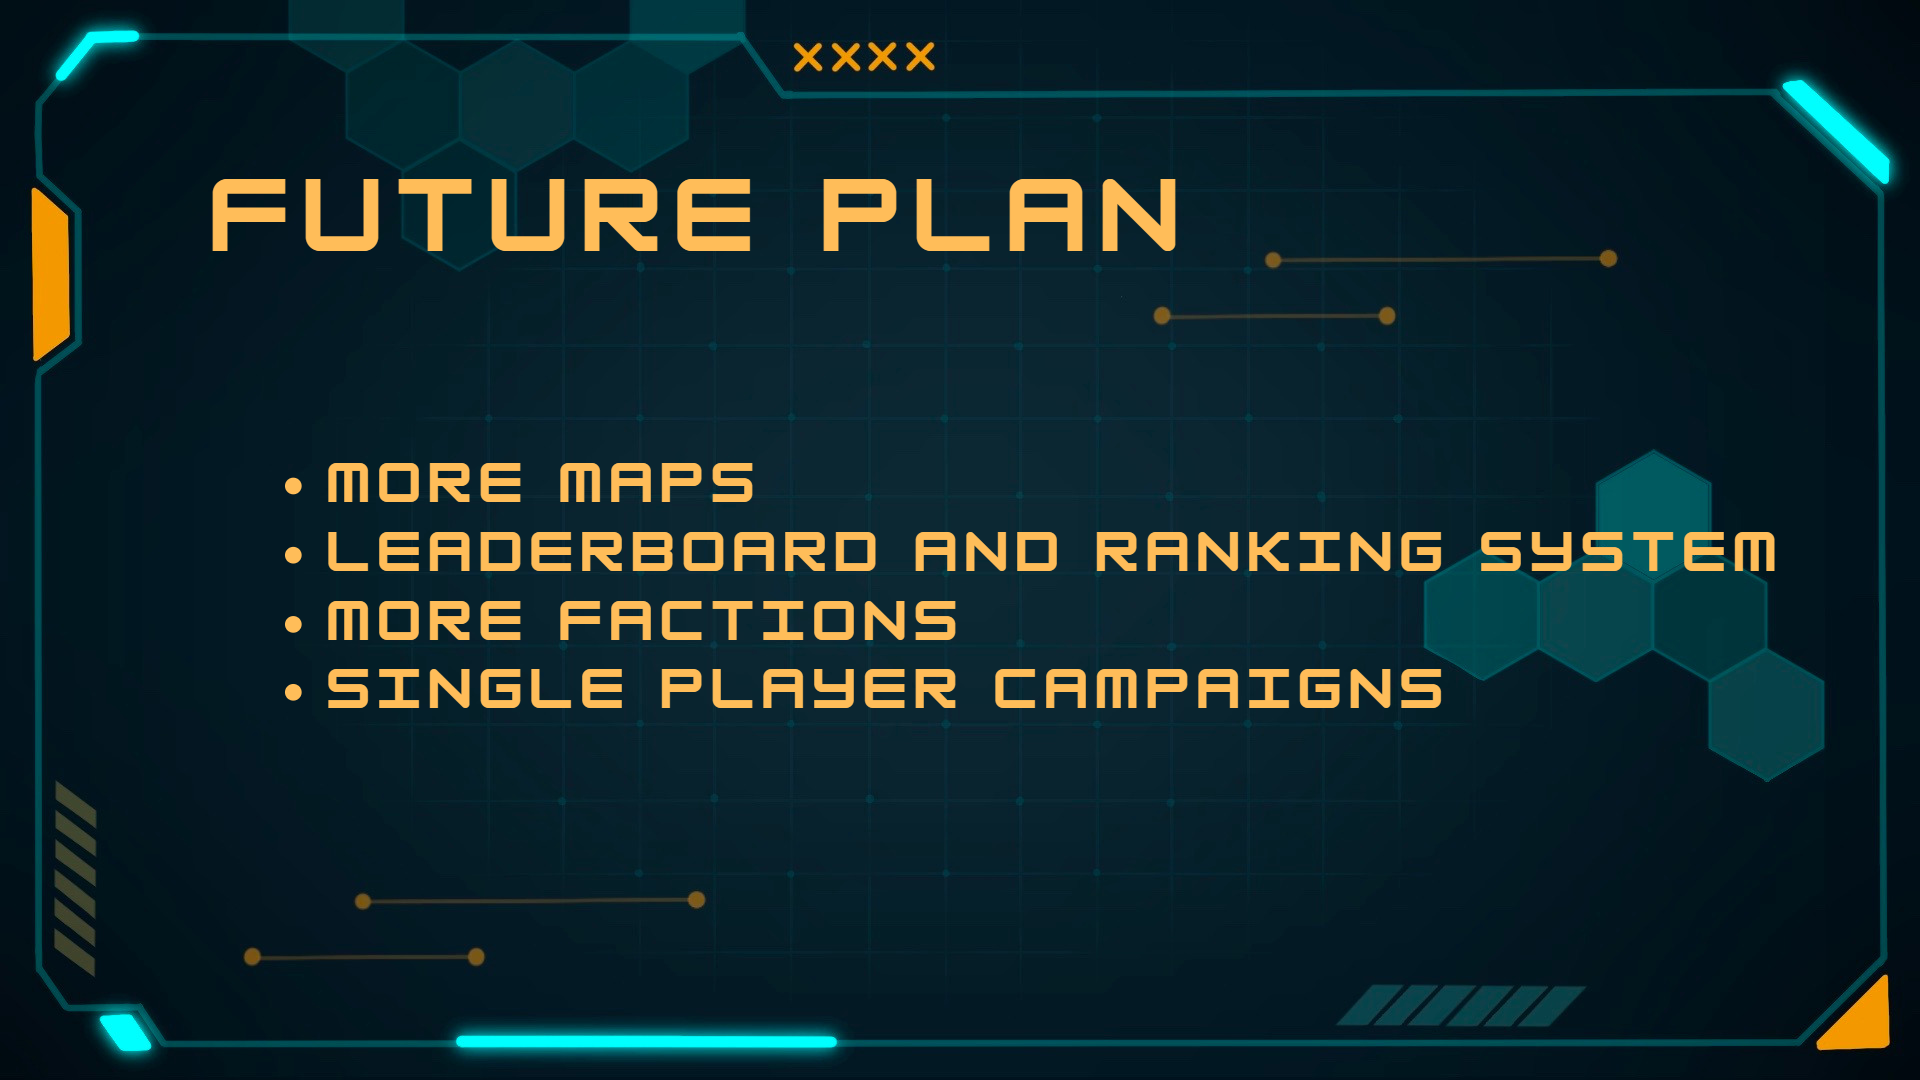 XXXX
FUTURE PLAN
• MORE MAPS
• LEADERBOARD AND RANKING SYSTEM
• MORE FACTIONS
• SINGLE PLAYER CAMPAIGNS